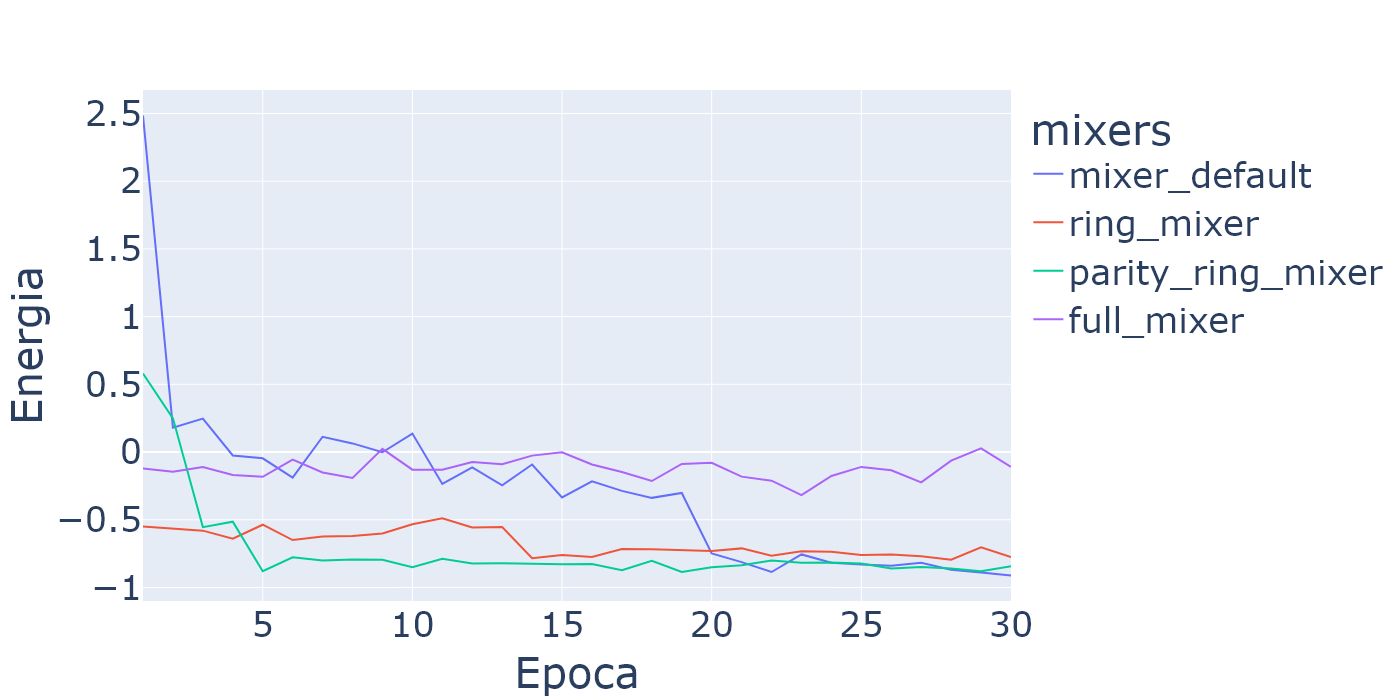 2.5
2
1.5
1
0.5
0
−0.5
−1
Energia
5 10 15 20 25 30
Epoca
mixers
mixer_default
ring_mixer
parity_ring_mixer
full_mixer